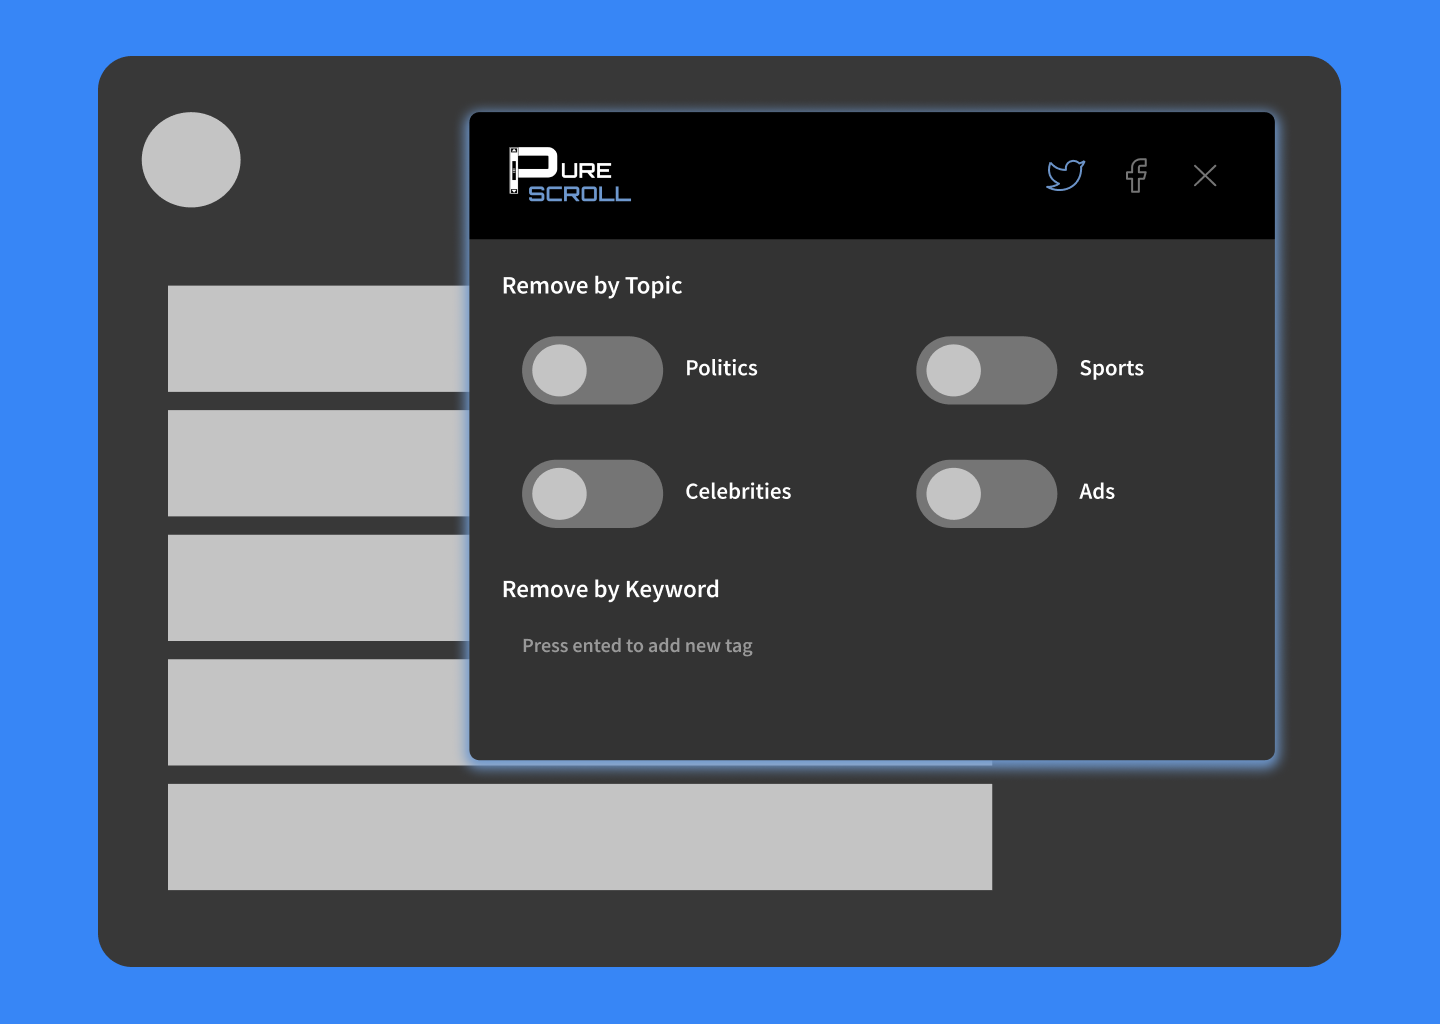 PURE
SCROLL
Remove by Topic
Politics
Sports
Celebrities
Ads
Remove by Keyword
Press ented to add new tag